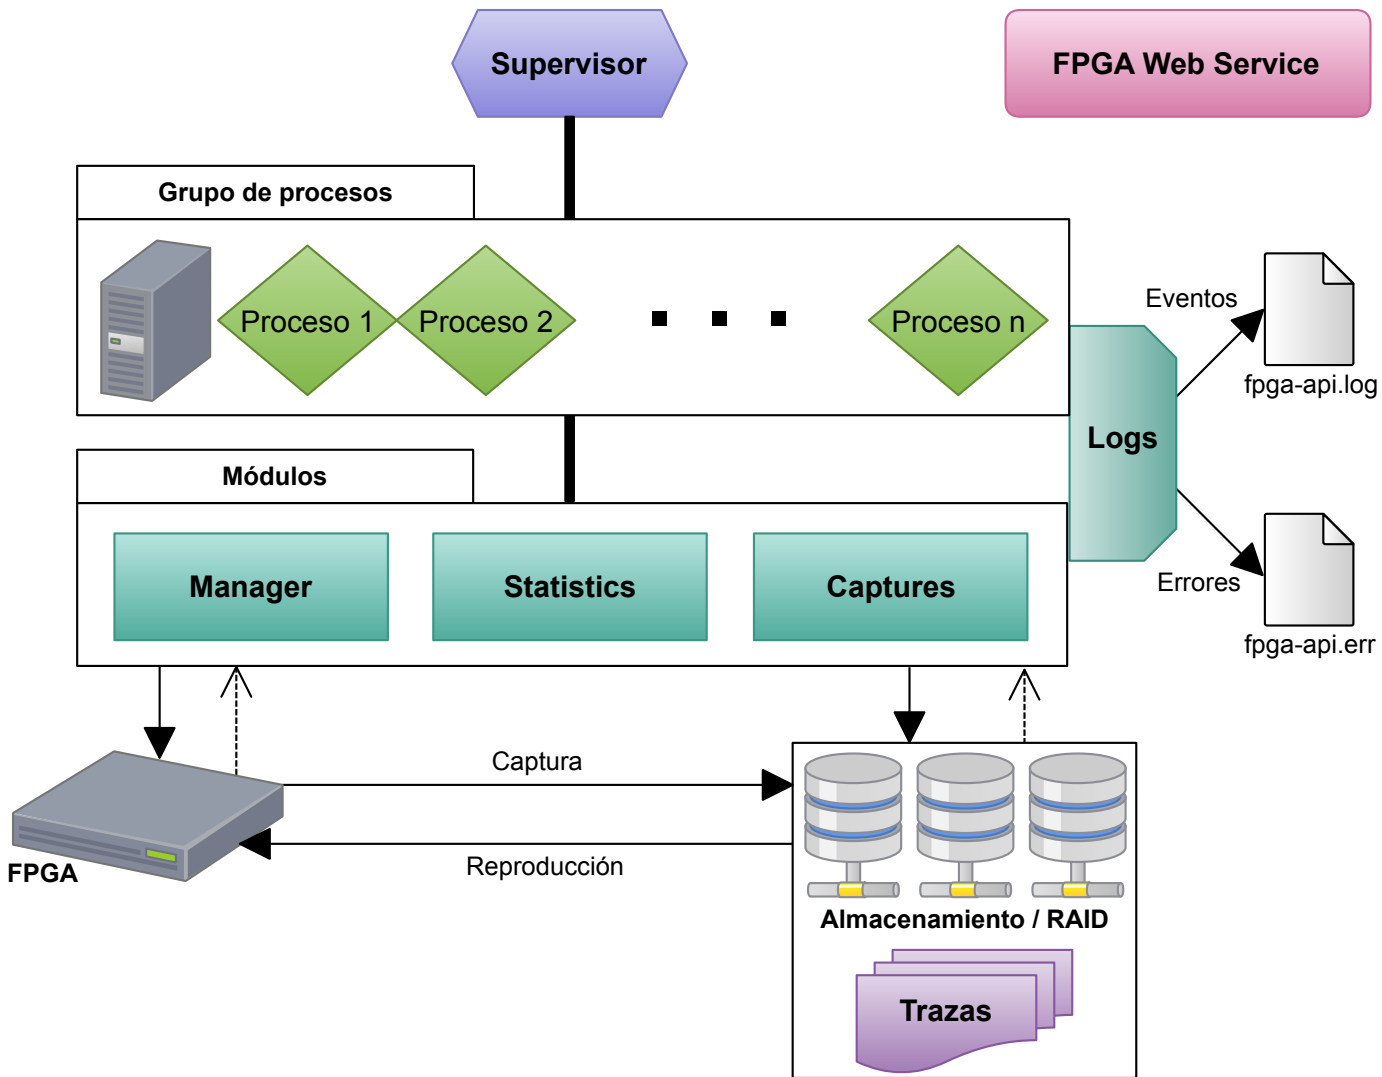 Supervisor
FPGA Web Service
Grupo de procesos
Proceso 1
Proceso 2
Proceso n
Eventos
fpga-api.log
Logs
Errores
fpga-api.err
Módulos
Manager
Statistics
Captures
Captura
Reproducción
FPGA
Almacenamiento / RAID
Trazas